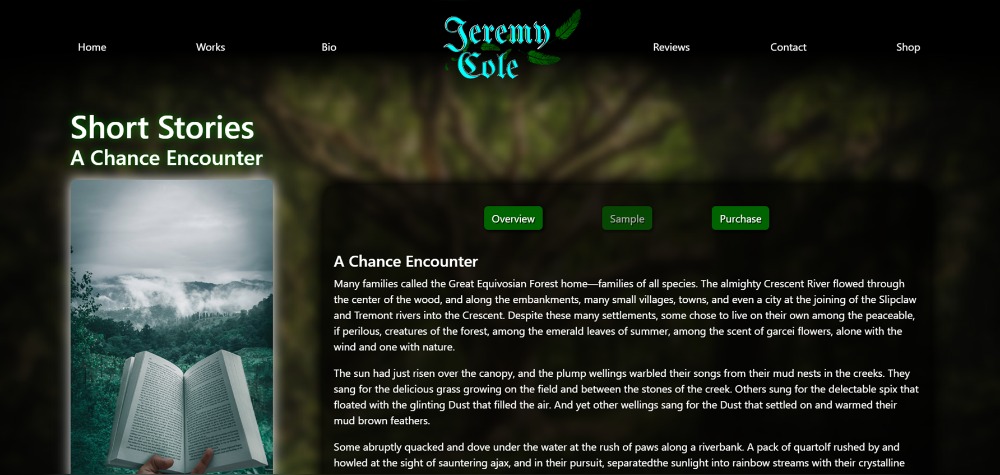 Home
Works
Bio
Jeremy
Cole
Reviews
Contact
Shop
Short Stories
A Chance Encounter
Overview
Sample
Purchase
A Chance Encounter
Many families called the Great Equivosian Forest home—families of all species. The almighty Crescent River flowed through
the center of the wood, and along the embankments, many small villages, towns, and even a city at the joining of the Slipclaw
and Tremont rivers into the Crescent. Despite these many settlements, some chose to live on their own among the peaceable,
if perilous, creatures of the forest, among the emerald leaves of summer, among the scent of garcei flowers, alone with the
wind and one with nature.
The sun had just risen over the canopy, and the plump wellings warbled their songs from their mud nests in the creeks. They
sang for the delicious grass growing on the field and between the stones of the creek. Others sung for the delectable spix that
floated with the glinting Dust that filled the air. And yet other wellings sang for the Dust that settled on and warmed their
mud brown feathers.
Some abruptly quacked and dove under the water at the rush of paws along a riverbank. A pack of quartolf rushed by and
howled at the sight of sauntering ajax, and in their pursuit, separatedthe sunlight into rainbow streams with their crystalline